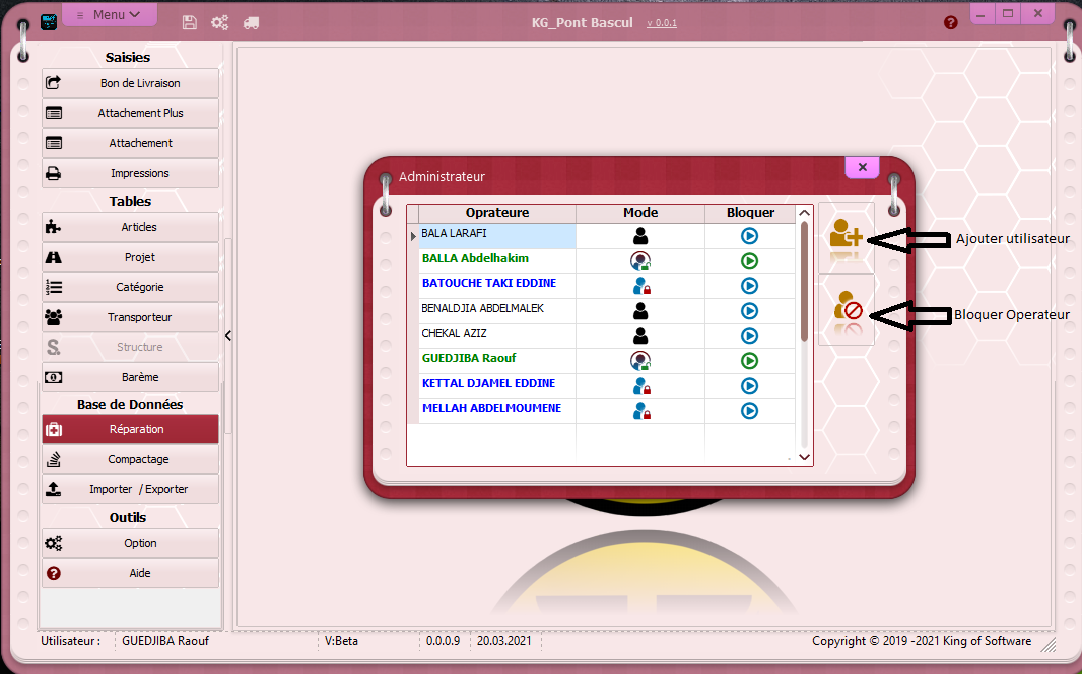 Menu
KG_Pont Bascul v 0.0.1
Saisies
Bon de Livraison
Attachement Plus
Attachement
Impressions
Tables
Articles
Projet
Catégorie
Transporteur
Structure
Barème
Base de Données
Réparation
Compactage
Importer / Exporter
Outils
Option
Aide
Administrateur
Oprateure Mode Bloquer
BALA LARAFI
BALLA Abdelhakim
BATOUCHE TAKI EDDINE
BENALDJIA ABDELMALEK
CHEKAL AZIZ
GUEDJIBA Raouf
KETTAL DJAMEL EDDINE
MELLAH ABDELMOUMENE
Ajouter utilisateur
Bloquer Operateur
Utilisateur : GUEDJIBA Raouf V:Beta 0.0.0.9 20.03.2021 Copyright © 2019 -2021 King of Software